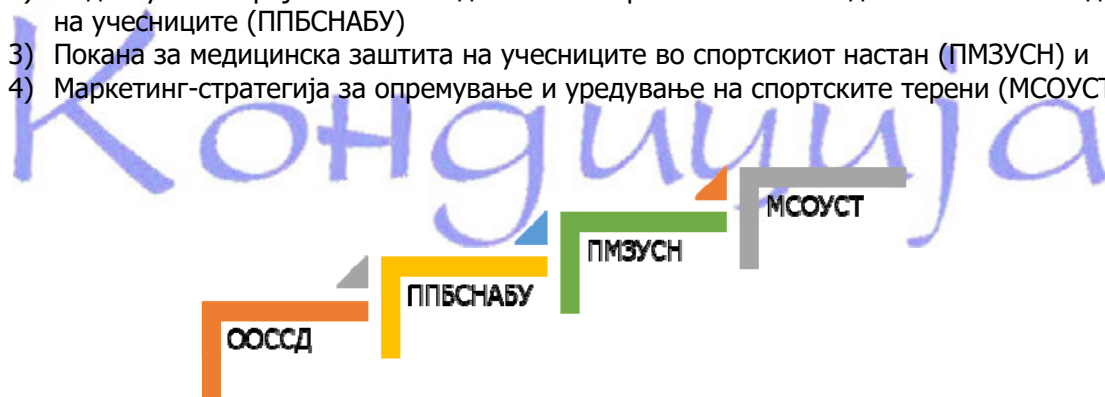 на учесниците (ППБСНАБУ)
3) Покана за медицинска заштита на учесниците во спортскиот настан (ПМЗУСН) и
4) Маркетинг-стратегија за опремување и уредување на спортските терени (МСОУСТ
Кондиција
МСОУСТ
ПМЗУСН
ППБСНАБУ
ООССД